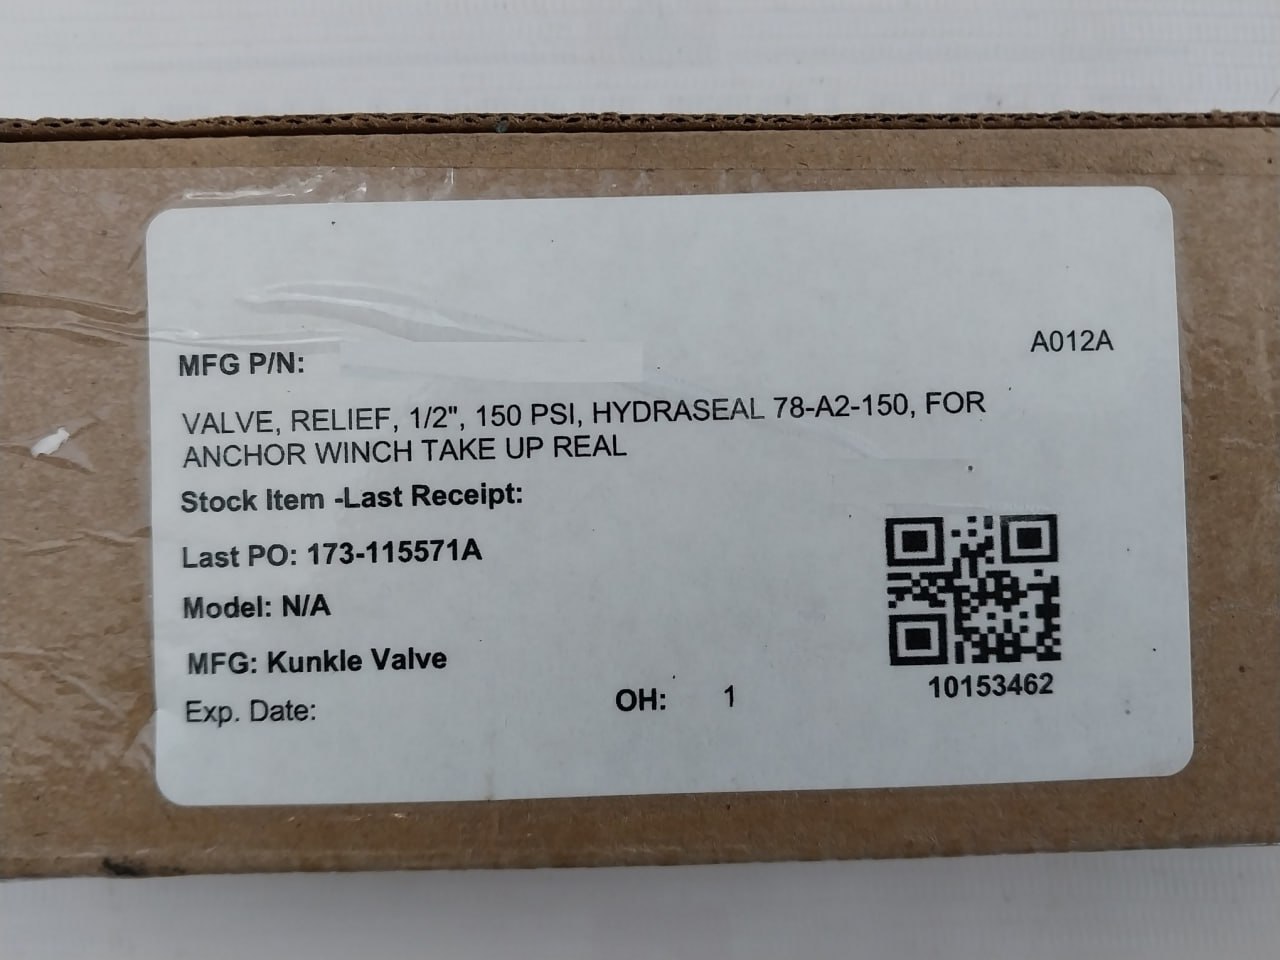 A012A
MFG P/N:
VALVE, RELIEF, 1/2", 150 PSI, HYDRASEAL 78-A2-150, FOR
ANCHOR WINCH TAKE UP REAL
Stock Item -Last Receipt:
Last PO: 173-115571A
Model: N/A
MFG: Kunkle Valve
10153462
Exp. Date:
OH: 1